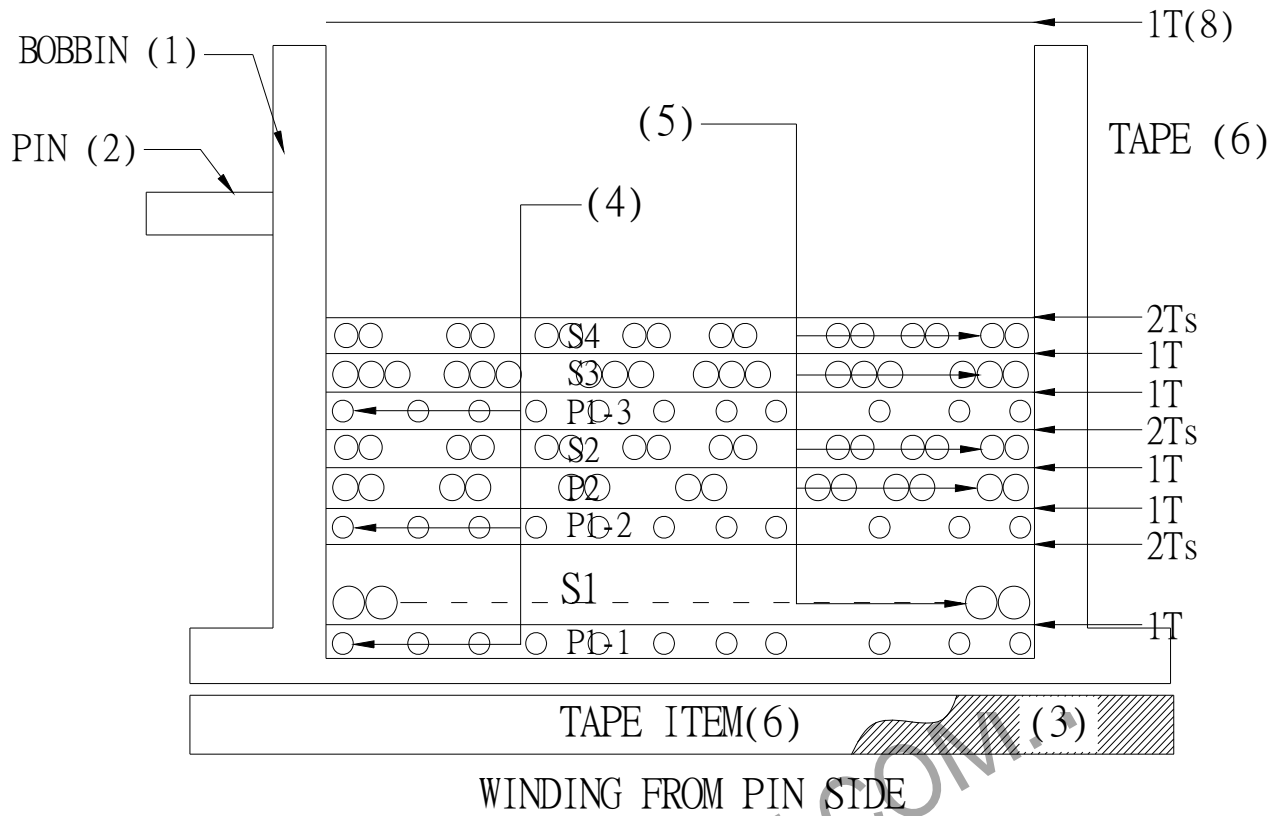 1T(8)
BOBBIN (1)
(5)
TAPE (6)
PIN (2)
(4)
2Ts
S4
1T
S3
1T
P1-3
2Ts
S2
1T
P2
1T
P1-2
2Ts
S1
1T
P1-1
TAPE ITEM(6)
(3)
WINDING FROM PIN SIDE
.COM.